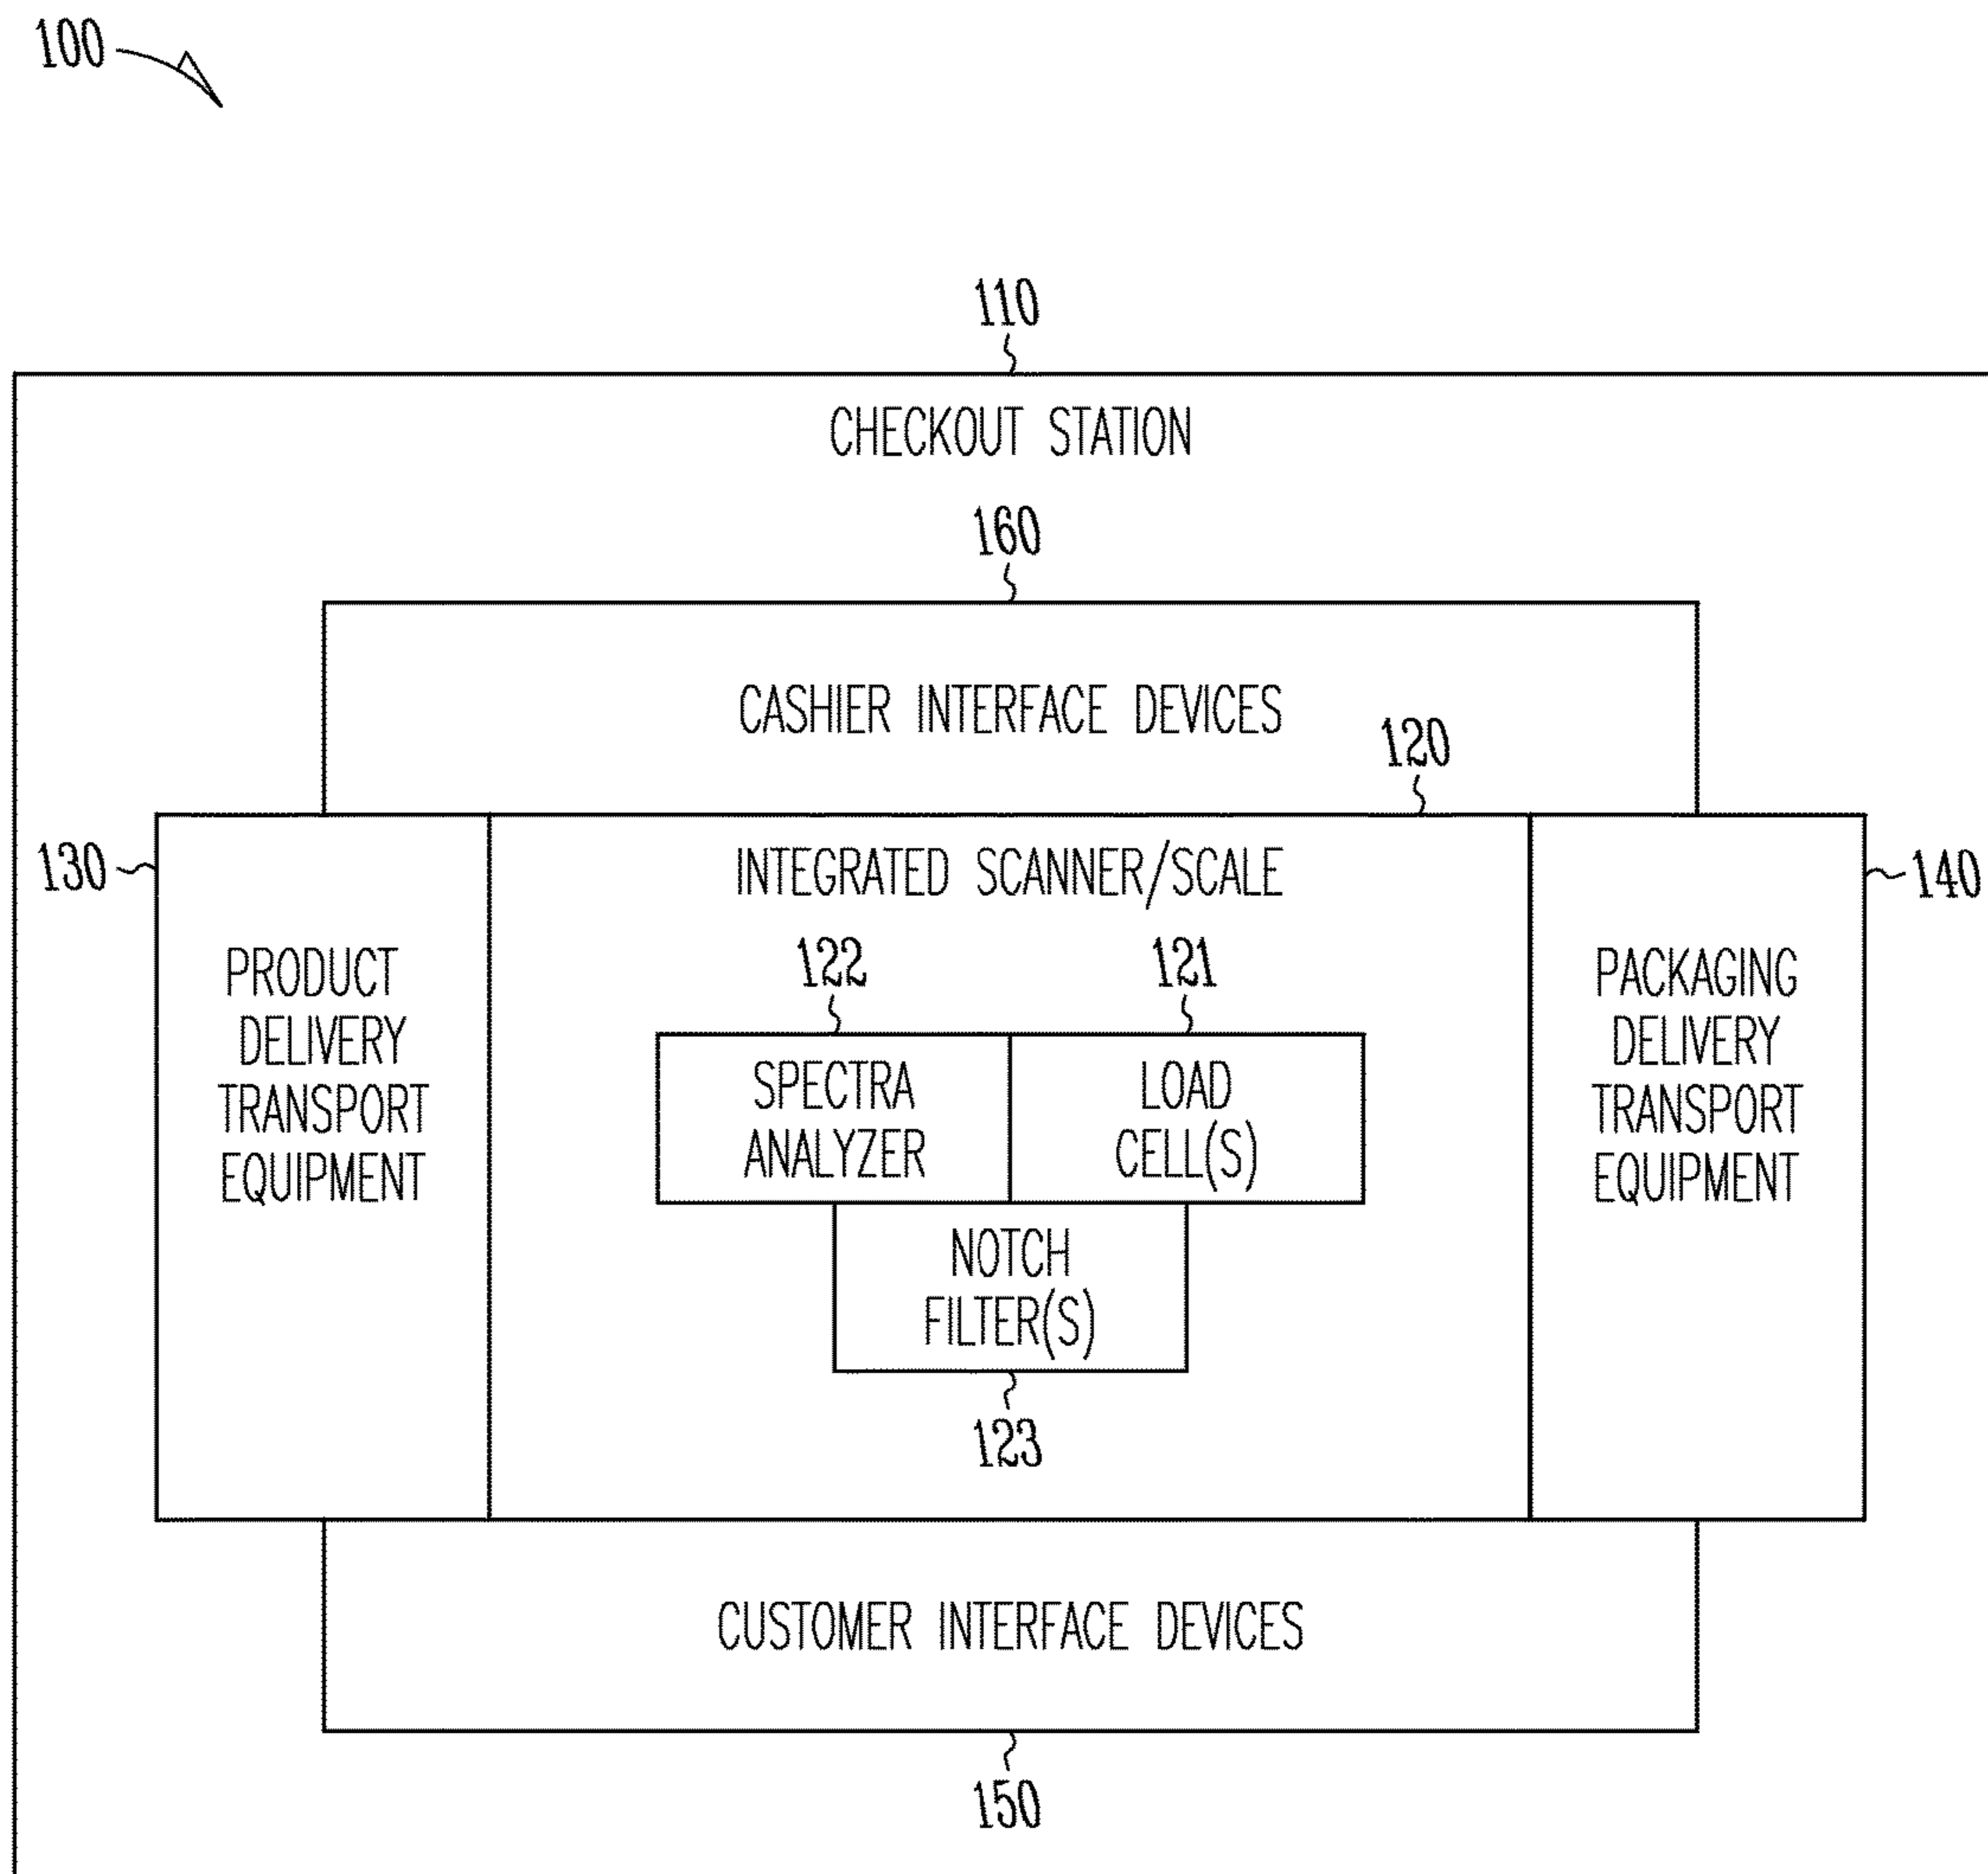 100
110
CHECKOUT STATION
160
CASHIER INTERFACE DEVICES
120
130
INTEGRATED SCANNER/SCALE
140
PRODUCT
DELIVERY
TRANSPORT
EQUIPMENT
122
121
SPECTRA
ANALYZER
LOAD
CELL(S)
NOTCH
FILTER(S)
123
PACKAGING
DELIVERY
TRANSPORT
EQUIPMENT
CUSTOMER INTERFACE DEVICES
150